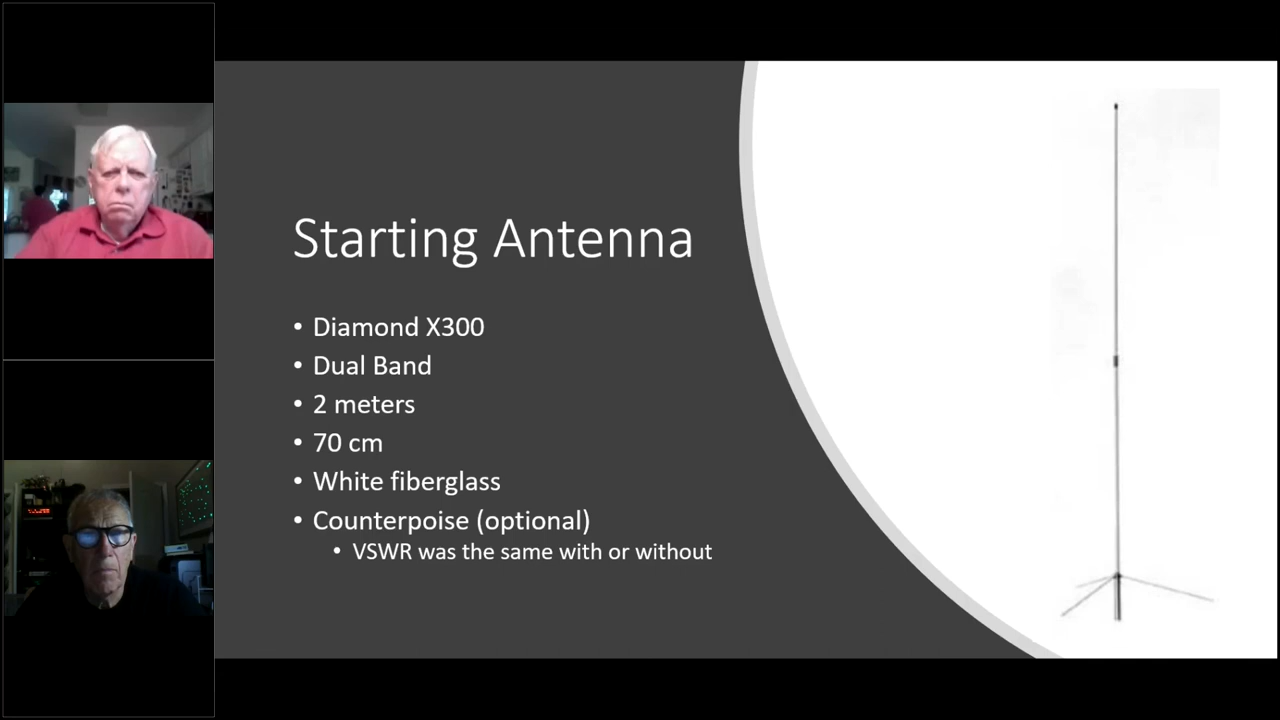 Starting Antenna
• Diamond X300
• Dual Band
• 2 meters
• 70 cm
• White fiberglass
• Counterpoise (optional)
• VSWR was the same with or without